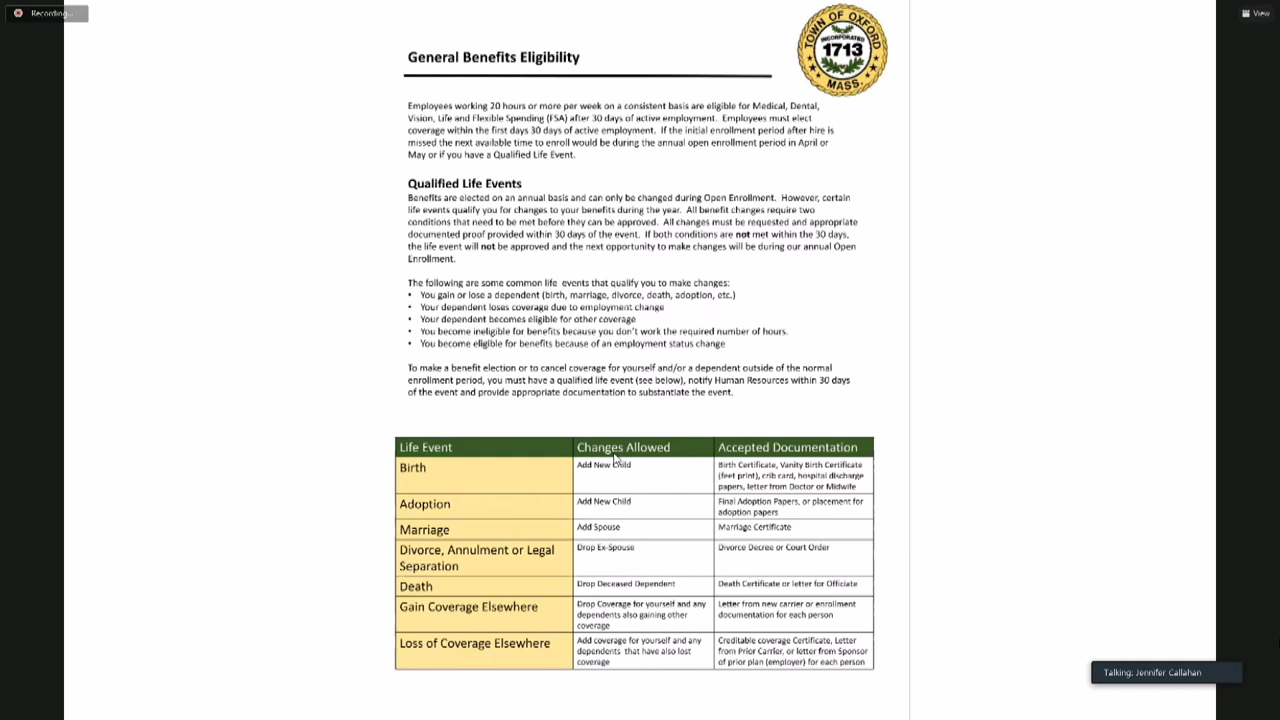 Recording...
View
General Benefits Eligibility
TOWN OF OXFORD
INCORPORATED
1713
MASS.
Employees working 20 hours or more per week on a consistent basis are eligible for Medical, Dental,
Vision, Life and Flexible Spending (FSA) after 30 days of active employment. Employees must elect
coverage within the first days 30 days of active employment. If the initial enrollment period after hire is
missed the next available time to enroll would be during the annual open enrollment period in April or
May or if you have a Qualified Life Event.
Qualified Life Events
Benefits are elected on an annual basis and can only be changed during Open Enrollment. However, certain
life events qualify you for changes to your benefits during the year. All benefit changes require two
conditions that need to be met before they can be approved. All changes must be requested and appropriate
documented proof provided within 30 days of the event. If both conditions are not met within the 30 days,
the life event will not be approved and the next opportunity to make changes will be during our annual Open
Enrollment.
The following are some common life events that qualify you to make changes:
• You gain or lose a dependent (birth, marriage, divorce, death, adoption, etc.)
• Your dependent loses coverage due to employment change
• Your dependent becomes eligible for other coverage
• You become ineligible for benefits because you don't work the required number of hours.
• You become eligible for benefits because of an employment status change
To make a benefit election or to cancel coverage for yourself and/or a dependent outside of the normal
enrollment period, you must have a qualified life event (see below), notify Human Resources within 30 days
of the event and provide appropriate documentation to substantiate the event.
Life Event Changes Allowed Accepted Documentation
Birth
Add New Child
Birth Certificate, Vanity Birth Certificate
(feet print), crib card, hospital discharge
papers, letter from Doctor or Midwife
Adoption
Add New Child
Final Adoption Papers, or placement for
adoption papers
Marriage
Add Spouse
Marriage Certificate
Divorce, Annulment or Legal
Separation
Drop Ex-Spouse
Divorce Decree or Court Order
Death
Drop Deceased Dependent
Death Certificate or letter for Officiate
Gain Coverage Elsewhere
Drop Coverage for yourself and any
dependents also gaining other
coverage
Letter from new carrier or enrollment
documentation for each person
Loss of Coverage Elsewhere
Add coverage for yourself and any
dependents that have also lost
coverage
Creditable coverage Certificate, Letter
from Prior Carrier, or letter from Sponsor
of prior plan (employer) for each person
Talking: Jennifer Callahan